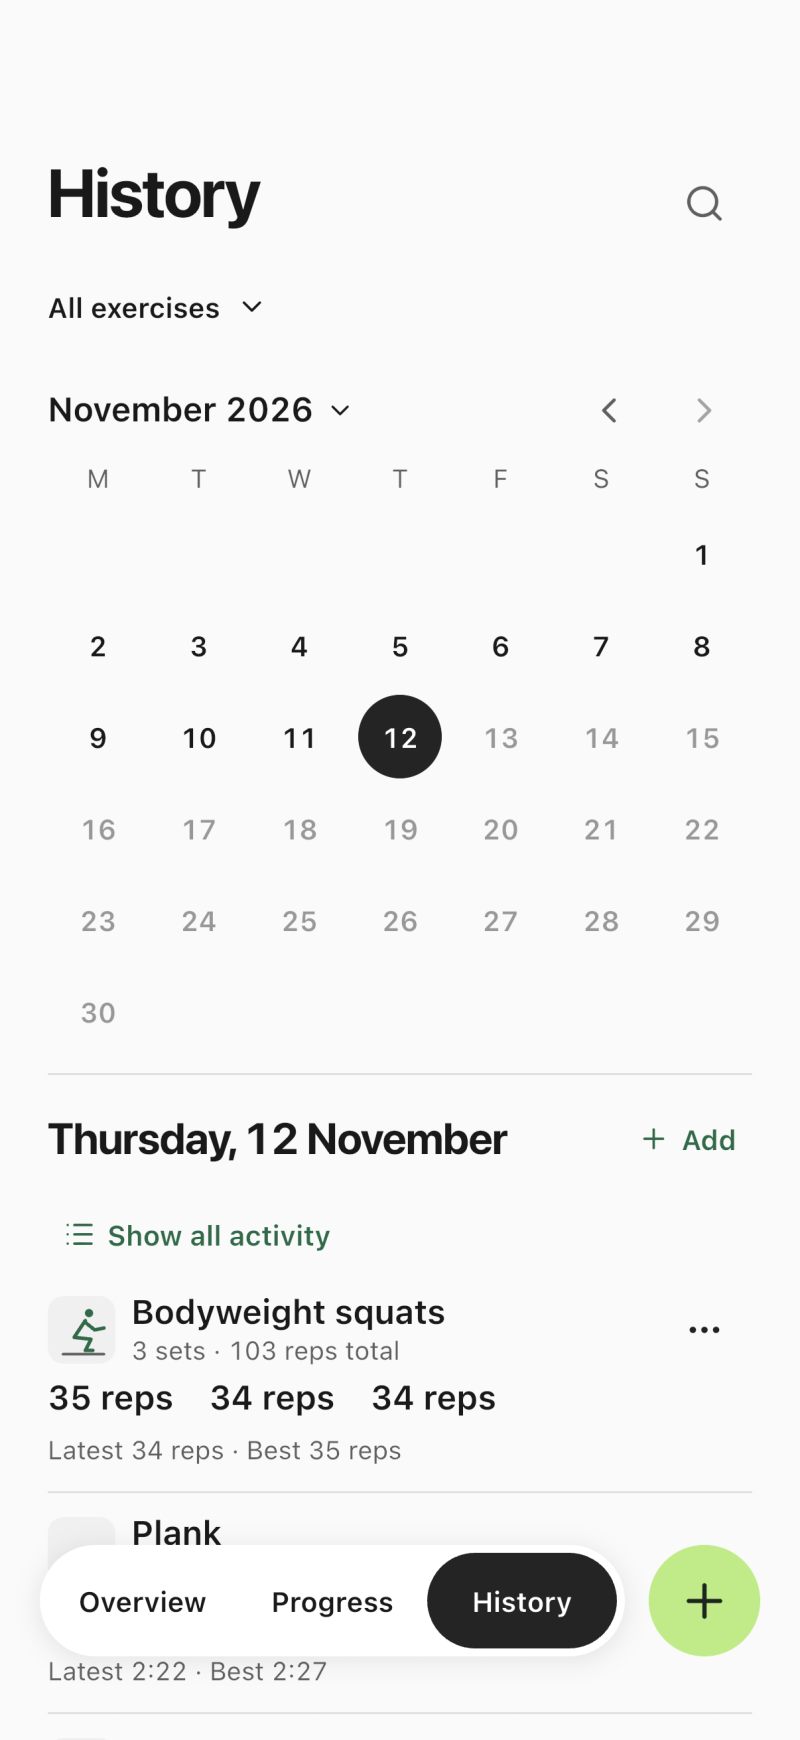 History
All exercises
November 2026
M T W T F S S
1
2 3 4 5 6 7 8
9 10 11 12 13 14 15
16 17 18 19 20 21 22
23 24 25 26 27 28 29
30
Thursday, 12 November
+ Add
Show all activity
Bodyweight squats
3 sets · 103 reps total
35 reps 34 reps 34 reps
Latest 34 reps · Best 35 reps
Plank
Overview Progress History
Latest 2:22 · Best 2:27